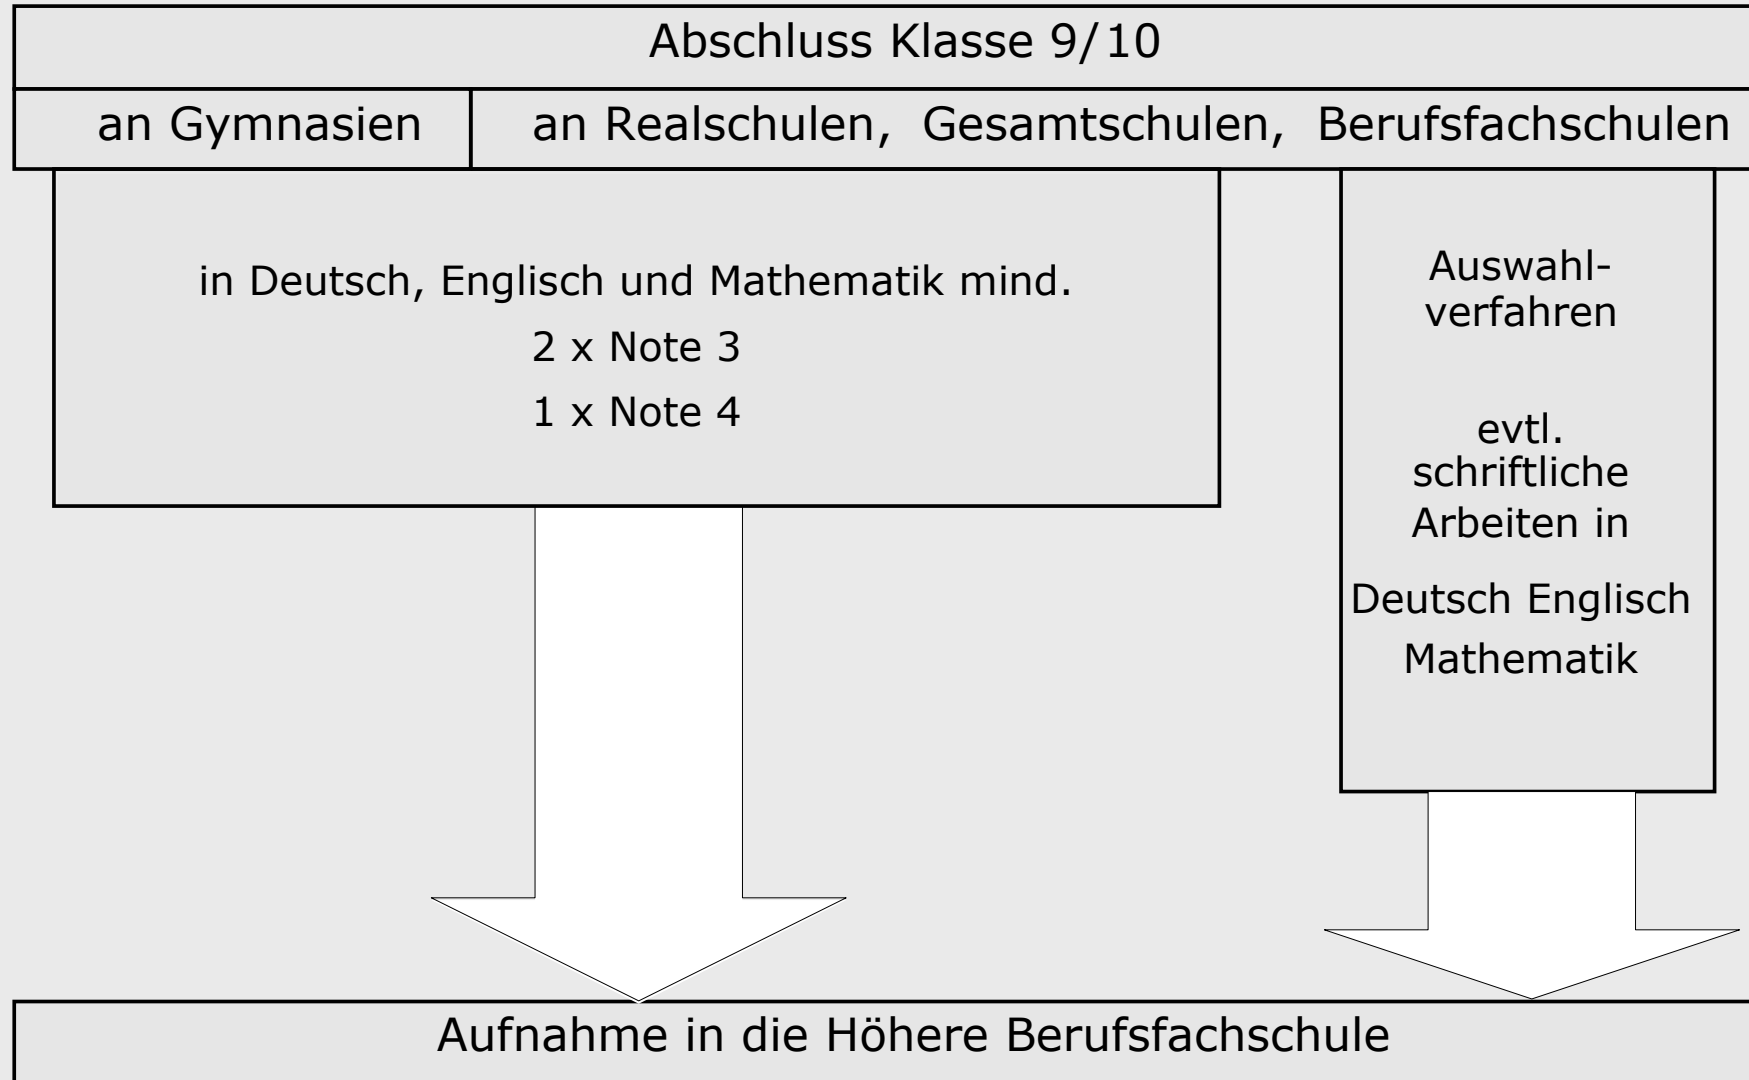 Abschluss Klasse 9/10
an Gymnasien
an Realschulen, Gesamtschulen, Berufsfachschulen
in Deutsch, Englisch und Mathematik mind.
2 x Note 3
1 x Note 4
Auswahl-
verfahren
evtl.
schriftliche
Arbeiten in
Deutsch Englisch
Mathematik
Aufnahme in die Höhere Berufsfachschule